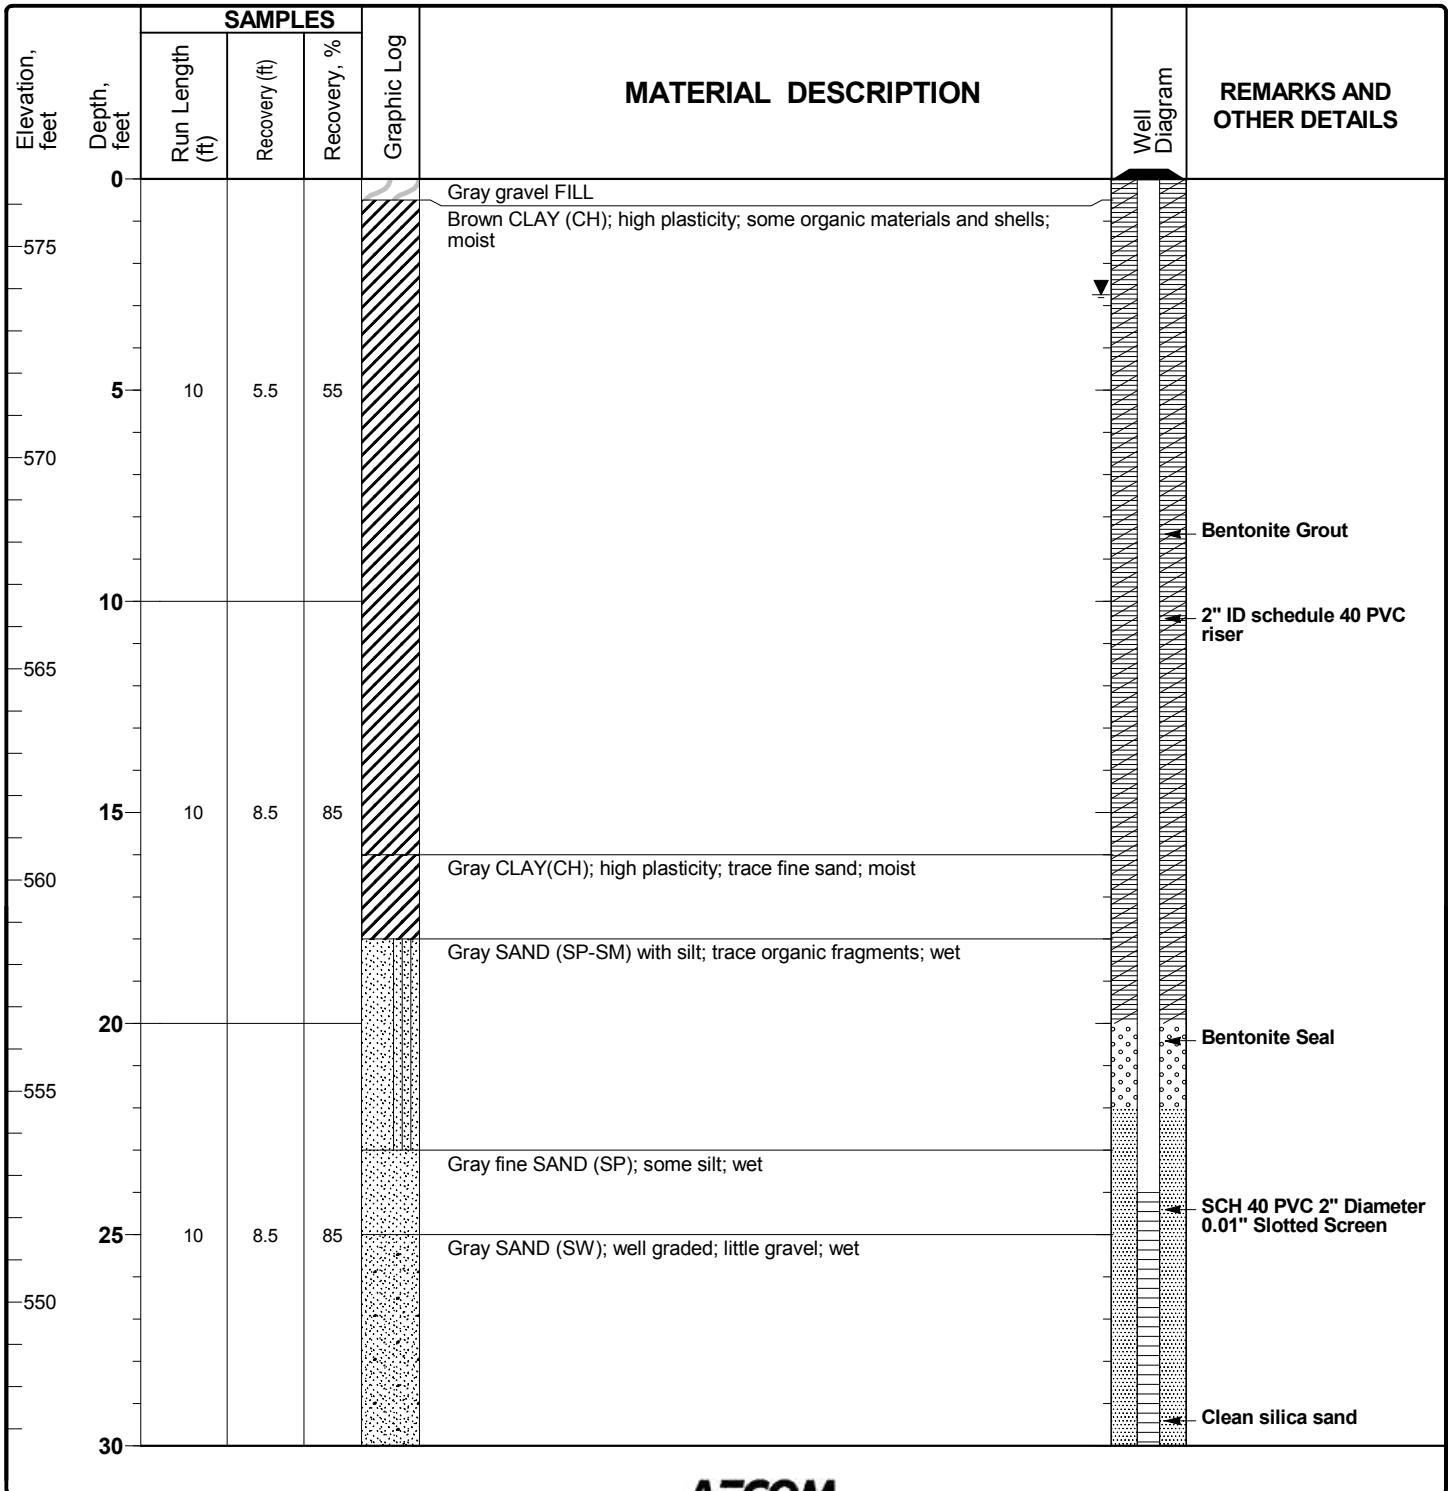 SAMPLES
Elevation,
feet
Depth,
feet
Run Length
(ft)
Recovery (ft)
Recovery, %
Graphic Log
MATERIAL DESCRIPTION
Well
Diagram
REMARKS AND
OTHER DETAILS
0
Gray gravel FILL
Brown CLAY (CH); high plasticity; some organic materials and shells;
moist
575
5
10
5.5
55
570
Bentonite Grout
10
2" ID schedule 40 PVC
riser
565
15
10
8.5
85
Gray CLAY(CH); high plasticity; trace fine sand; moist
560
Gray SAND (SP-SM) with silt; trace organic fragments; wet
20
Bentonite Seal
555
Gray fine SAND (SP); some silt; wet
SCH 40 PVC 2" Diameter
0.01" Slotted Screen
25
10
8.5
85
Gray SAND (SW); well graded; little gravel; wet
550
Clean silica sand
30
AECOM